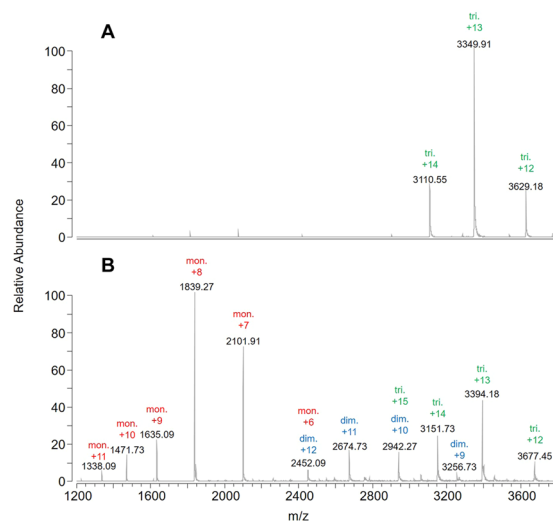 A
tri.
+13
3349.91
100
80
60
40
tri.
+14
3110.55
tri.
+12
3629.18
20
0
Relative Abundance
B
mon.
+8
1839.27
100
mon.
+7
2101.91
80
60
tri.
+13
3394.18
40
mon.
+9
1635.09
mon.
+10
1471.73
mon.
+11
1338.09
mon.
+6
dim.
+12
2452.09
dim.
+11
2674.73
tri.
+15
dim.
+10
2942.27
tri.
+14
3151.73
dim.
+9
3256.73
tri.
+12
3677.45
20
0
1200 1600 2000 2400 2800 3200 3600
m/z